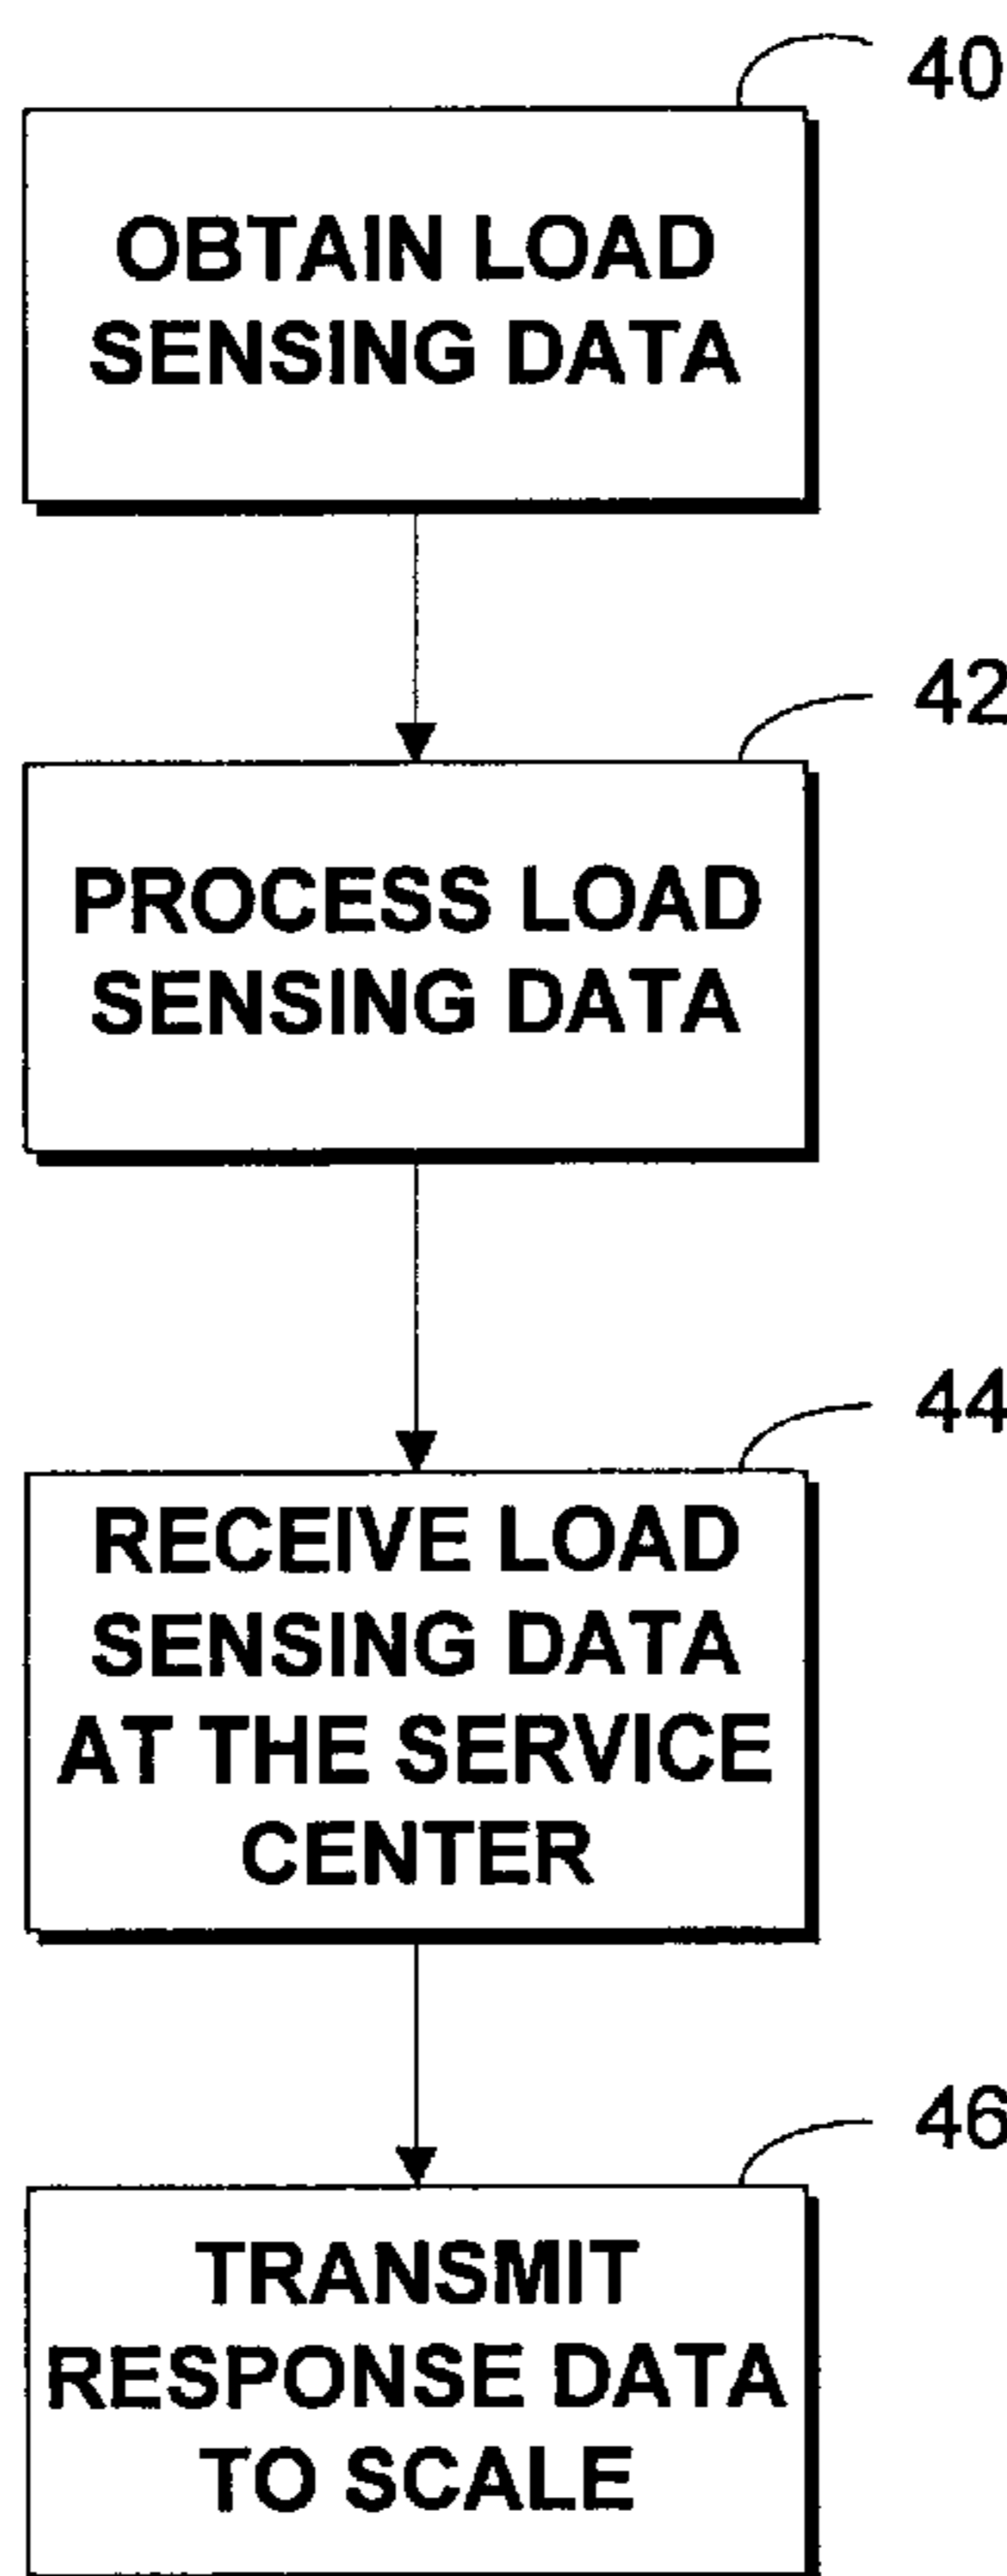 40
OBTAIN LOAD
SENSING DATA
42
PROCESS LOAD
SENSING DATA
44
RECEIVE LOAD
SENSING DATA
AT THE SERVICE
CENTER
46
TRANSMIT
RESPONSE DATA
TO SCALE